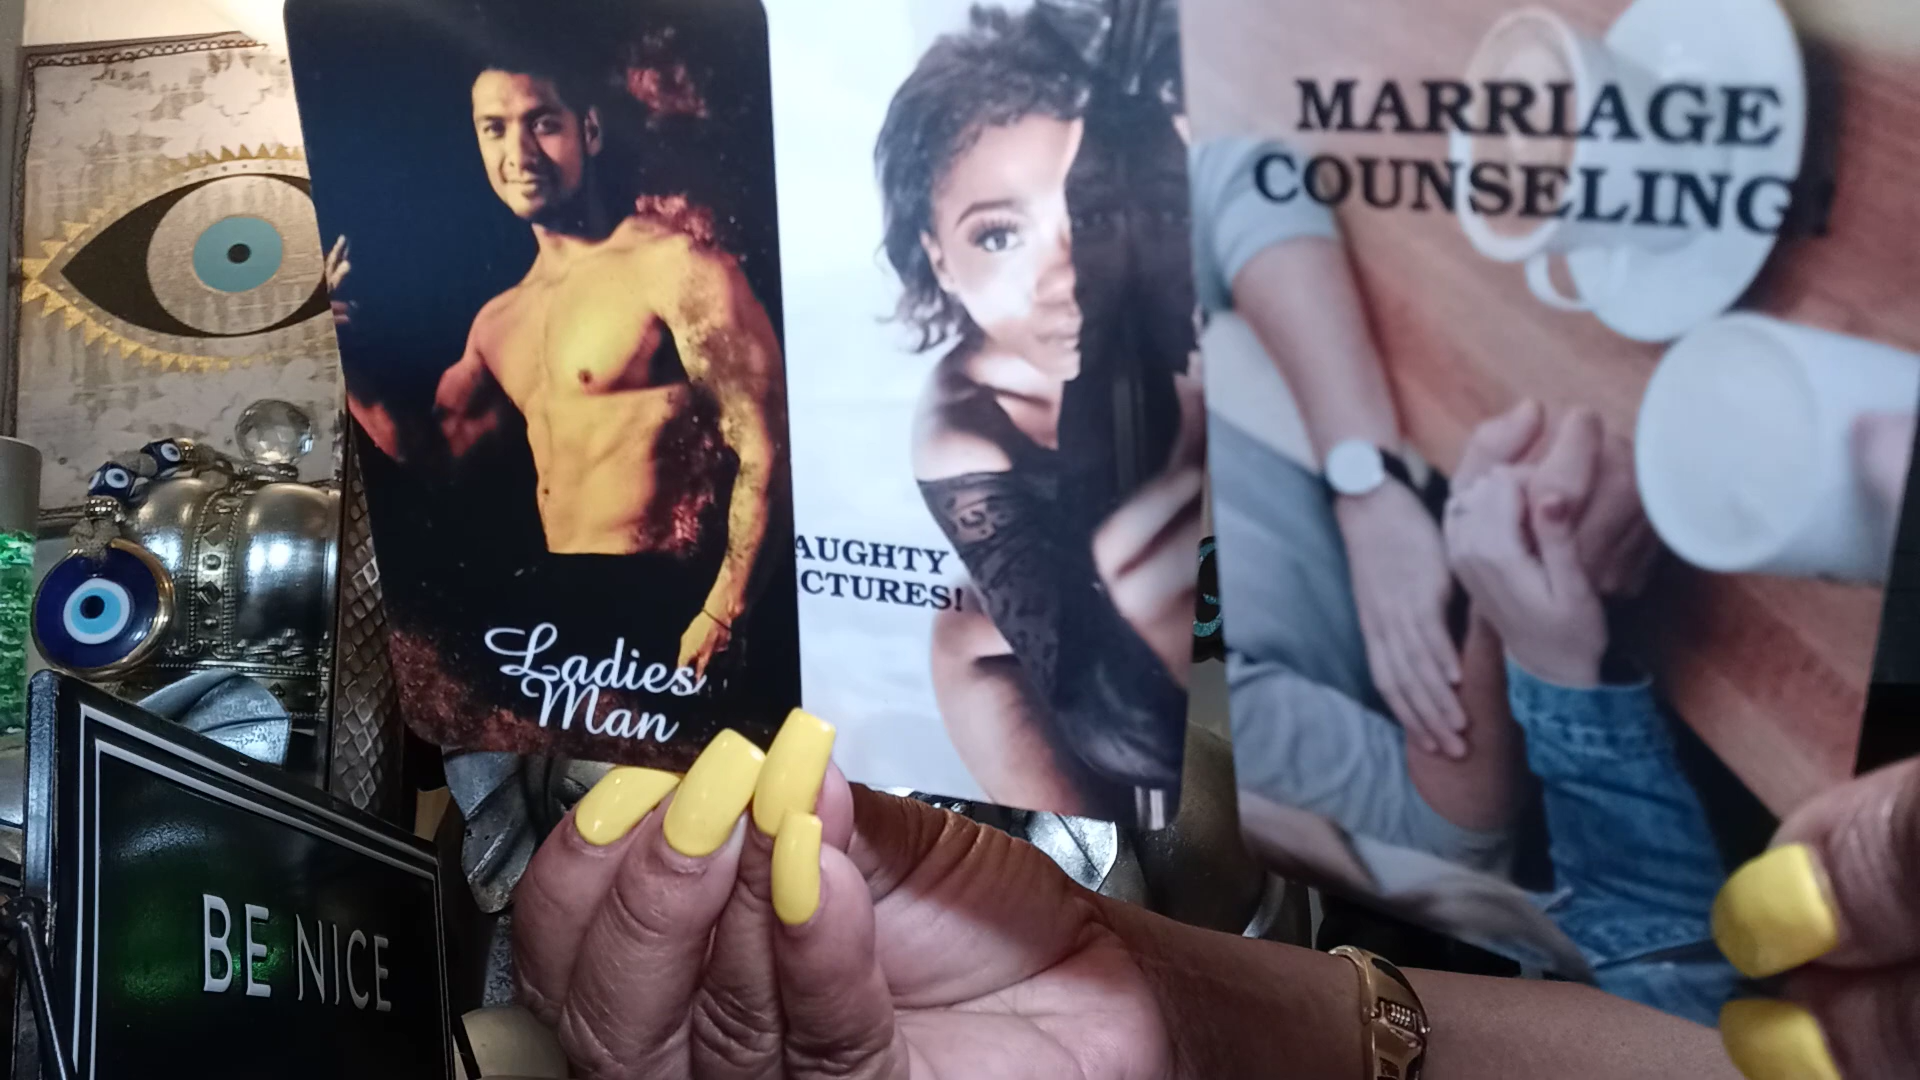 Ladies
Man
AUGHTY
CTURES!
MARRIAGE
COUNSELING
BE NICE